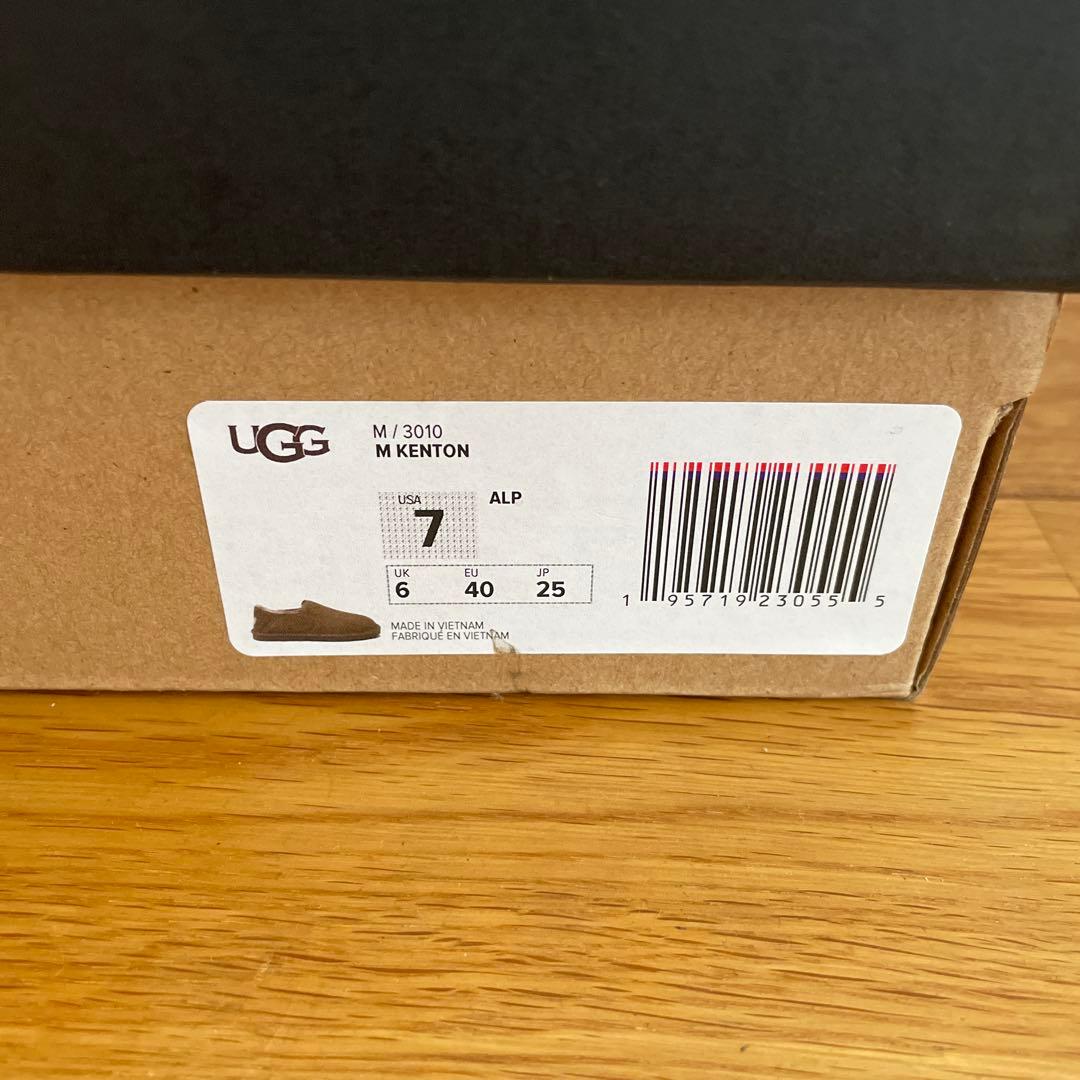 UGG
M / 3010
M KENTON
USA
7
ALP
UK EU JP
6 40 25
MADE IN VIETNAM
FABRIQUÉ EN VIETNAM
1 95719 23055 5